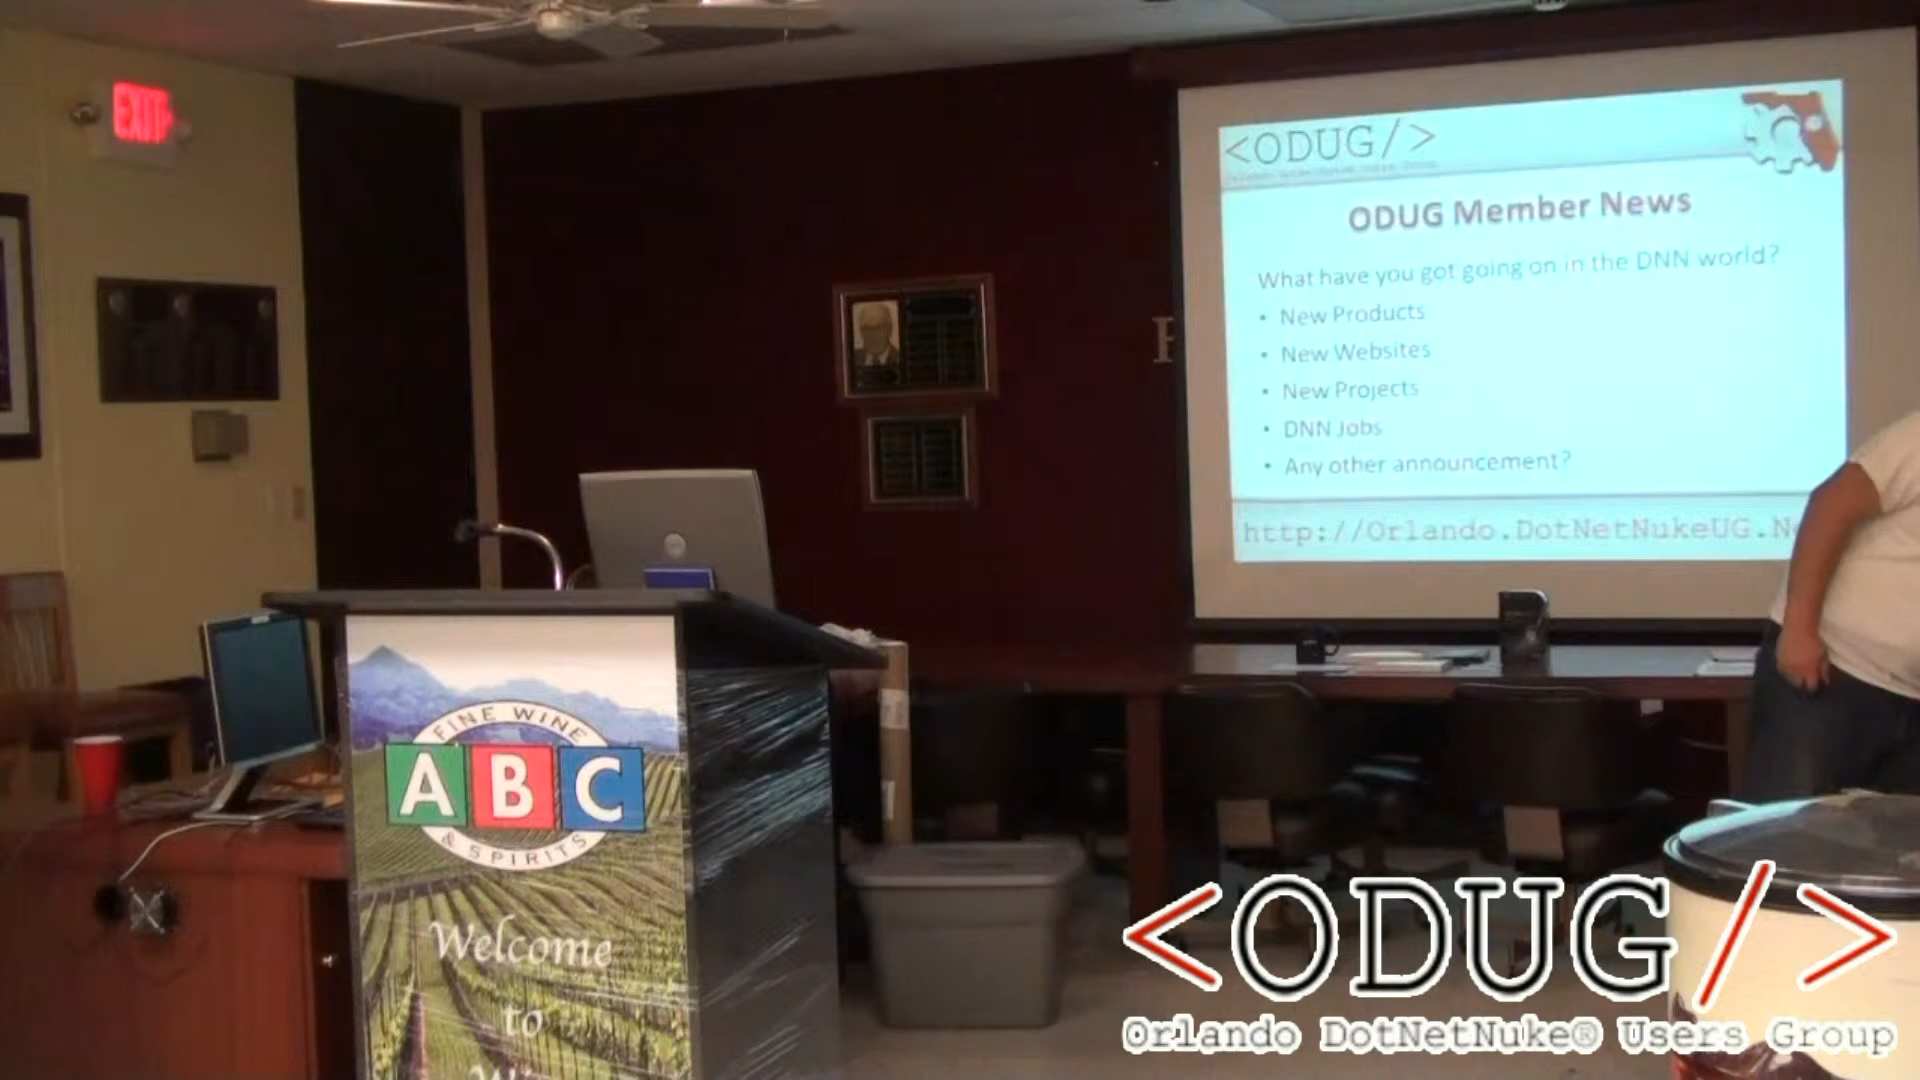 EXIT
<ODUG/>
ODUG Member News
What have you got going on in the DNN world?
• New Products
• New Websites
• New Projects
• DNN Jobs
• Any other announcement?
http://Orlando.DotNetNukeUG.Ne
FINE WINE
ABC
& SPIRITS
Welcome
to
<ODUG/>
Orlando DotNetNuke® Users Group